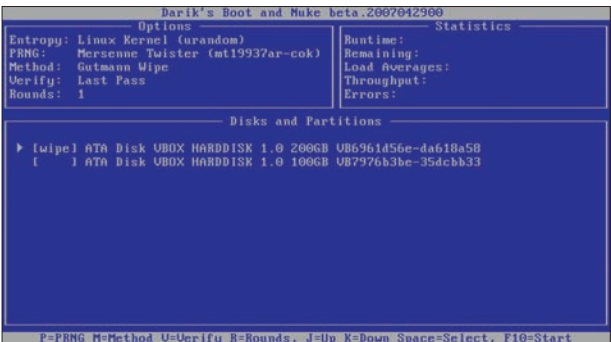 Darik's Boot and Nuke beta.2007042900
Options
Entropy: Linux Kernel (urandom)
PRNG: Mersenne Twister (mt19937ar-cok)
Method: Gutmann Wipe
Verify: Last Pass
Rounds: 1
Statistics
Runtime:
Remaining:
Load Averages:
Throughput:
Errors:
Disks and Partitions
▶ [wipe] ATA Disk VBOX HARDDISK 1.0 200GB VB6961d56e-da618a58
[    ] ATA Disk VBOX HARDDISK 1.0 100GB VB7976b3be-35dcbb33
P=PRNG M=Method V=Verify R=Rounds, J=Up K=Down Space=Select, F10=Start